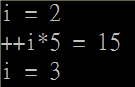 i = 2
++i*5 = 15
i = 3